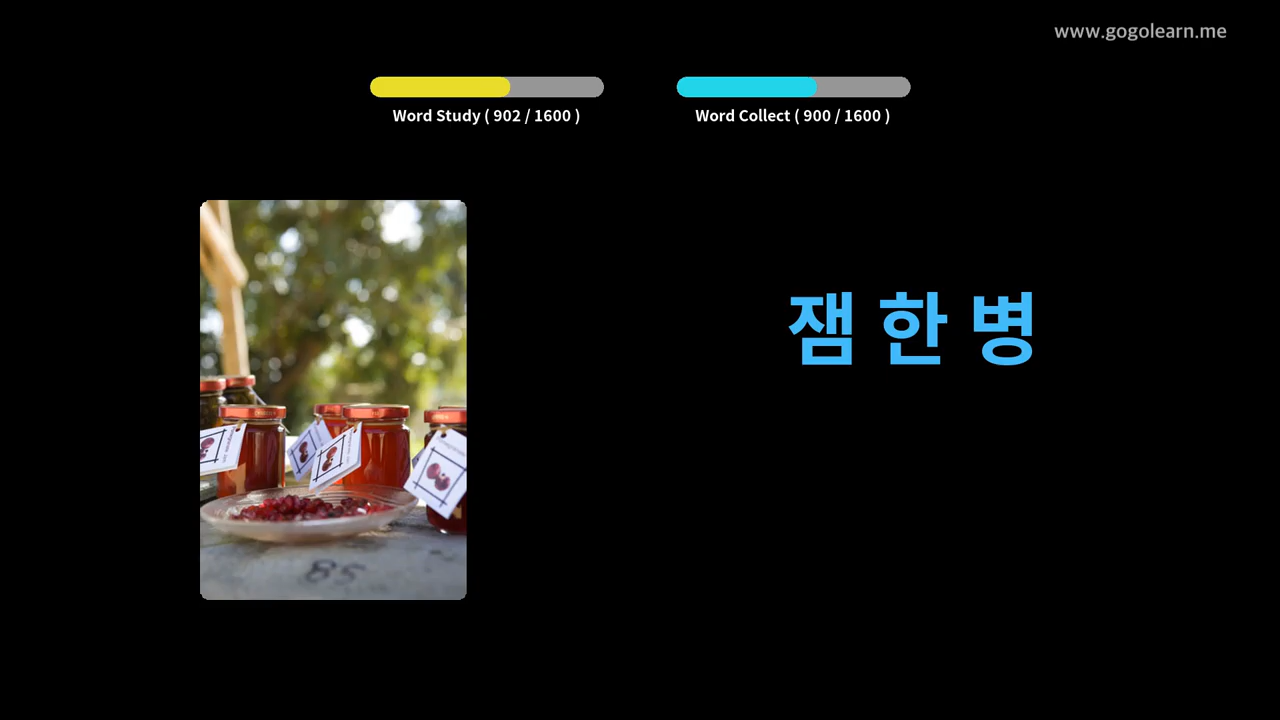 www.gogolearn.me
Word Study ( 902 / 1600 )
Word Collect ( 900 / 1600 )
잼 한 병
85